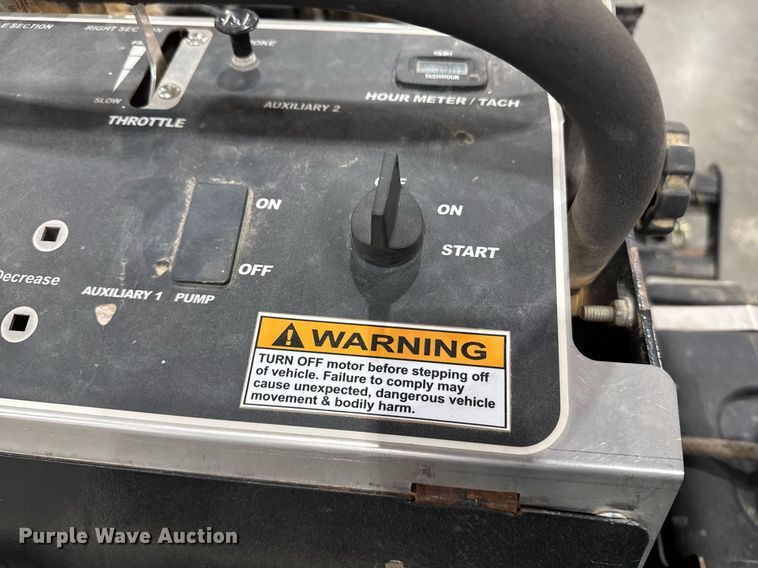 RIGHT SECTION
SLOW
THROTTLE
AUXILIARY 2
TACH/HOUR
HOUR METER / TACH
ON
OFF
AUXILIARY 1 PUMP
Decrease
ON
START
WARNING
TURN OFF motor before stepping off
of vehicle. Failure to comply may
cause unexpected, dangerous vehicle
movement & bodily harm.
Purple Wave Auction